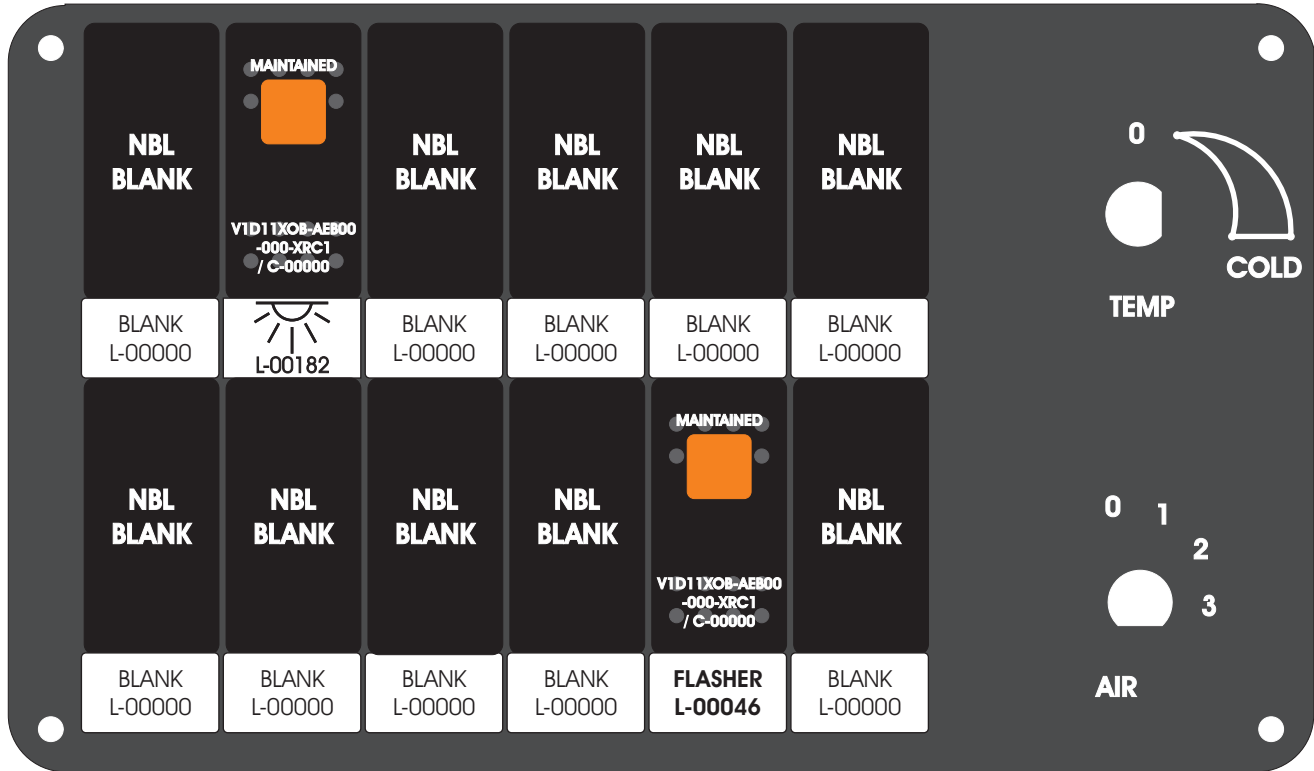 NBL
BLANK
MAINTAINED
V1D11XOB-AEB00
-000-XRC1
/ C-00000
NBL
BLANK
NBL
BLANK
NBL
BLANK
NBL
BLANK
BLANK
L-00000
L-00182
BLANK
L-00000
BLANK
L-00000
BLANK
L-00000
BLANK
L-00000
0
COLD
TEMP
NBL
BLANK
NBL
BLANK
NBL
BLANK
NBL
BLANK
MAINTAINED
V1D11XOB-AEB00
-000-XRC1
/ C-00000
NBL
BLANK
BLANK
L-00000
BLANK
L-00000
BLANK
L-00000
BLANK
L-00000
FLASHER
L-00046
BLANK
L-00000
0
1
2
3
AIR